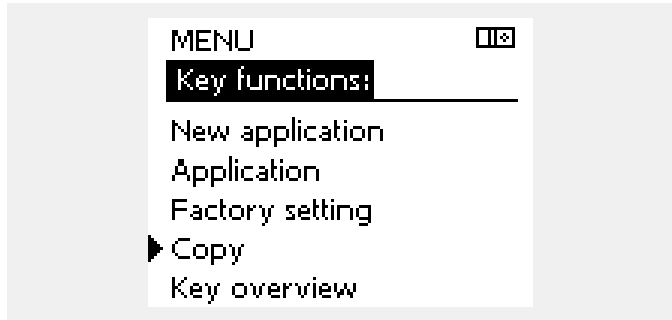 MENU
Key functions:
New application
Application
Factory setting
Copy
Key overview